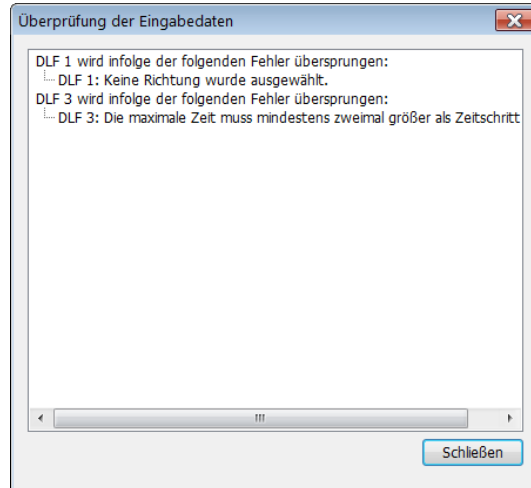 Überprüfung der Eingabedaten
DLF 1 wird infolge der folgenden Fehler übersprungen:
DLF 1: Keine Richtung wurde ausgewählt.
DLF 3 wird infolge der folgenden Fehler übersprungen:
DLF 3: Die maximale Zeit muss mindestens zweimal größer als Zeitschritt
Schließen